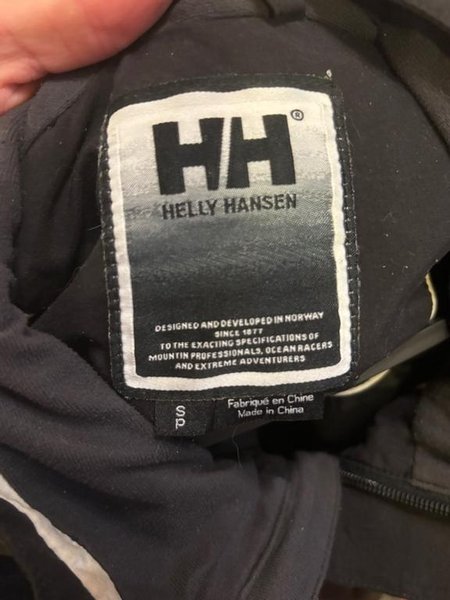 HH®
HELLY HANSEN
DESIGNED AND DEVELOPED IN NORWAY
SINCE 1877
TO THE EXACTING SPECIFICATIONS OF
MOUNTIN PROFESSIONALS, OCEAN RACERS
AND EXTREME ADVENTURERS
S
P
Fabriqué en Chine
Made in China